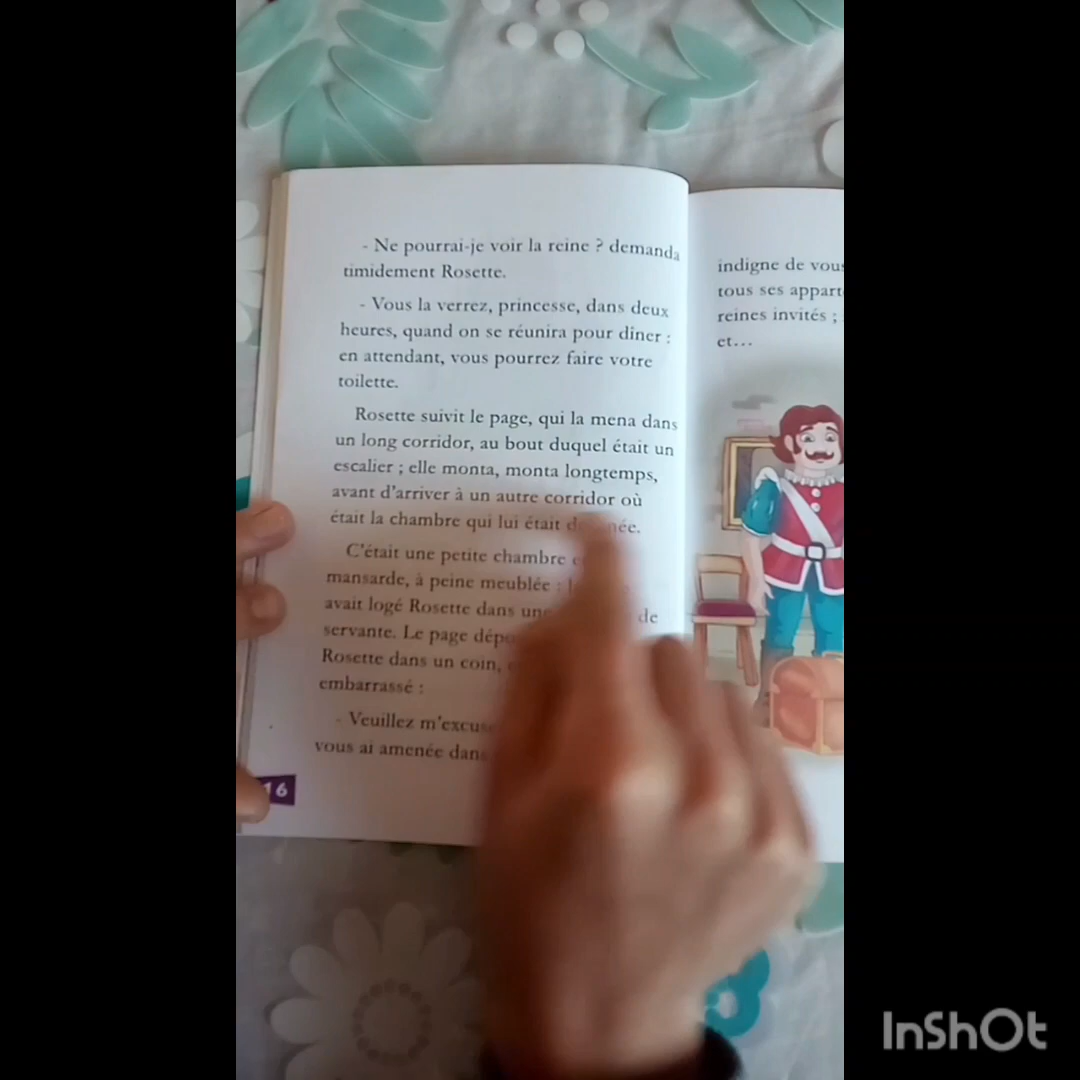 - Ne pourrai-je voir la reine ? demanda
timidement Rosette.
- Vous la verrez, princesse, dans deux
heures, quand on se réunira pour dîner :
en attendant, vous pourrez faire votre
toilette.
Rosette suivit le page, qui la mena dans
un long corridor, au bout duquel était un
escalier ; elle monta, monta longtemps,
avant d'arriver à un autre corridor où
était la chambre qui lui était
C'était une petite chambre
mansarde, à peine meublée :
avait logé Rosette dans une de
servante. Le page
Rosette dans un coin,
embarrassé :
- Veuillez
vous ai amenée dans
16
indigne de
tous ses
reines invités ;
et...
InShOt